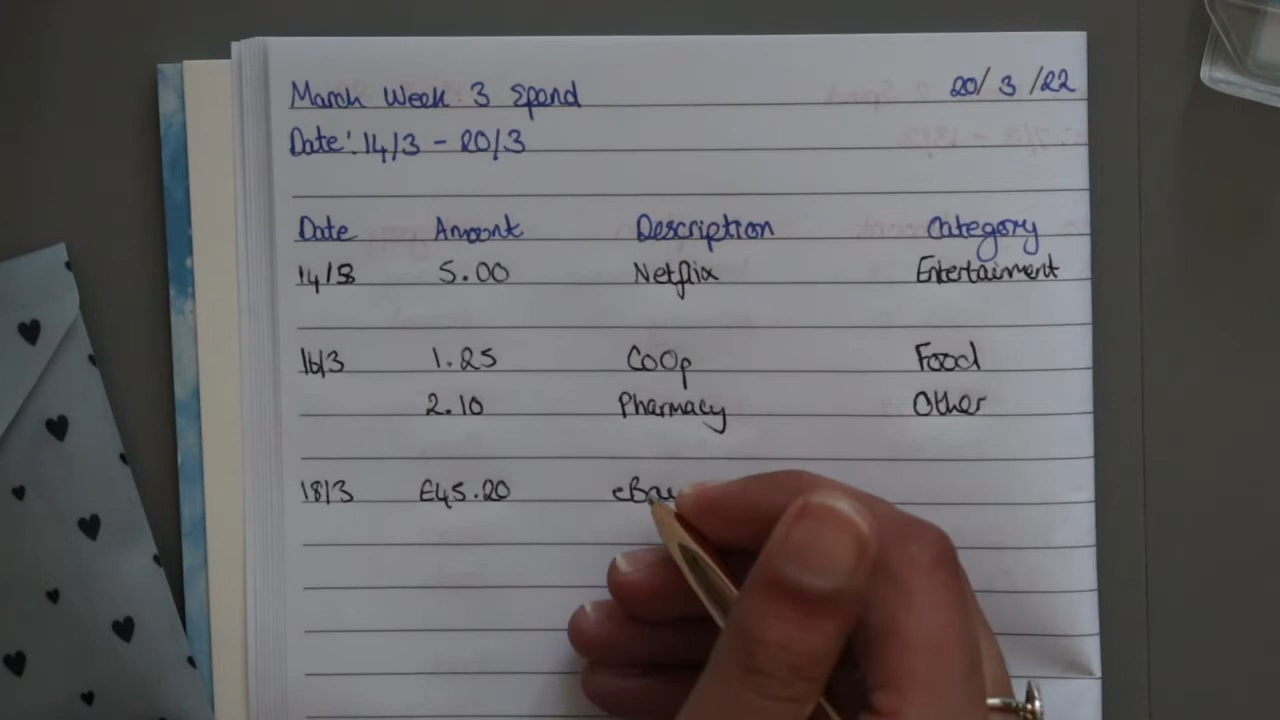 March Week 3 Spend 20/3/22
Date: 14/3 - 20/3
Date Amount Description Category
14/3 5.00 Netflix Entertainment
16/3 1.25 CoOp Food
2.10 Pharmacy Other
18/3 £45.20